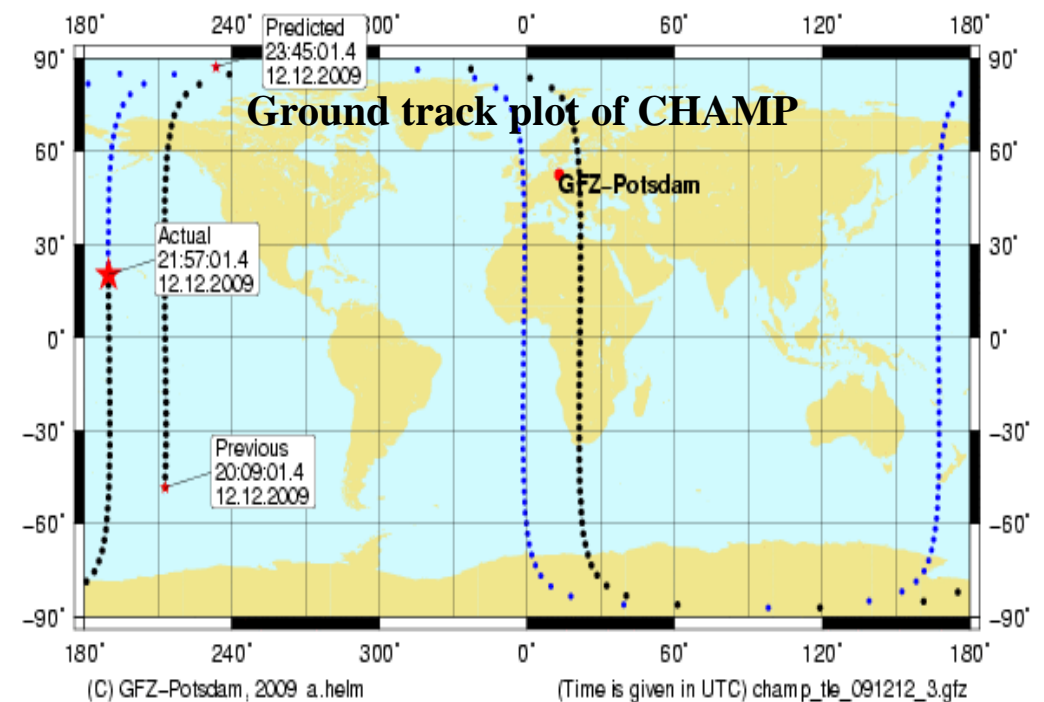 180° 240° 300° 0° 60° 120° 180°
Predicted
23:45:01.4
12.12.2009
90° 90°
Ground track plot of CHAMP
60° 60°
GFZ-Potsdam
Actual
21:57:01.4
12.12.2009
30° 30°
0° 0°
-30° -30°
Previous
20:09:01.4
12.12.2009
-60° -60°
-90° -90°
180° 240° 300° 0° 60° 120° 180°
(C) GFZ-Potsdam, 2009 a.helm (Time is given in UTC) champ_tle_091212_3.gfz